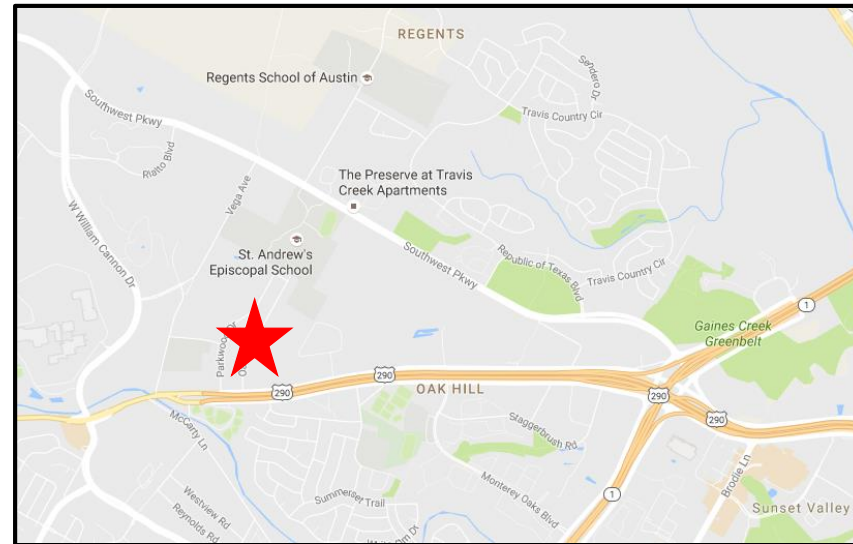 REGENTS
Regents School of Austin
Sendero Dr
Travis Country Cir
Southwest Pkwy
Rialto Blvd
The Preserve at Travis
Creek Apartments
Vega Ave
W William Cannon Dr
St. Andrew's
Episcopal School
Southwest Pkwy
Republic of Texas Blvd
Travis Country Cir
1
Gaines Creek
Greenbelt
Parkwood Dr
290
290
OAK HILL
290
290
McCarty Ln
Staggerbrush Rd
Brodie Ln
Monterey Oaks Blvd
1
Westview Rd
Reynolds Rd
Summerset Trail
Sunset Valley